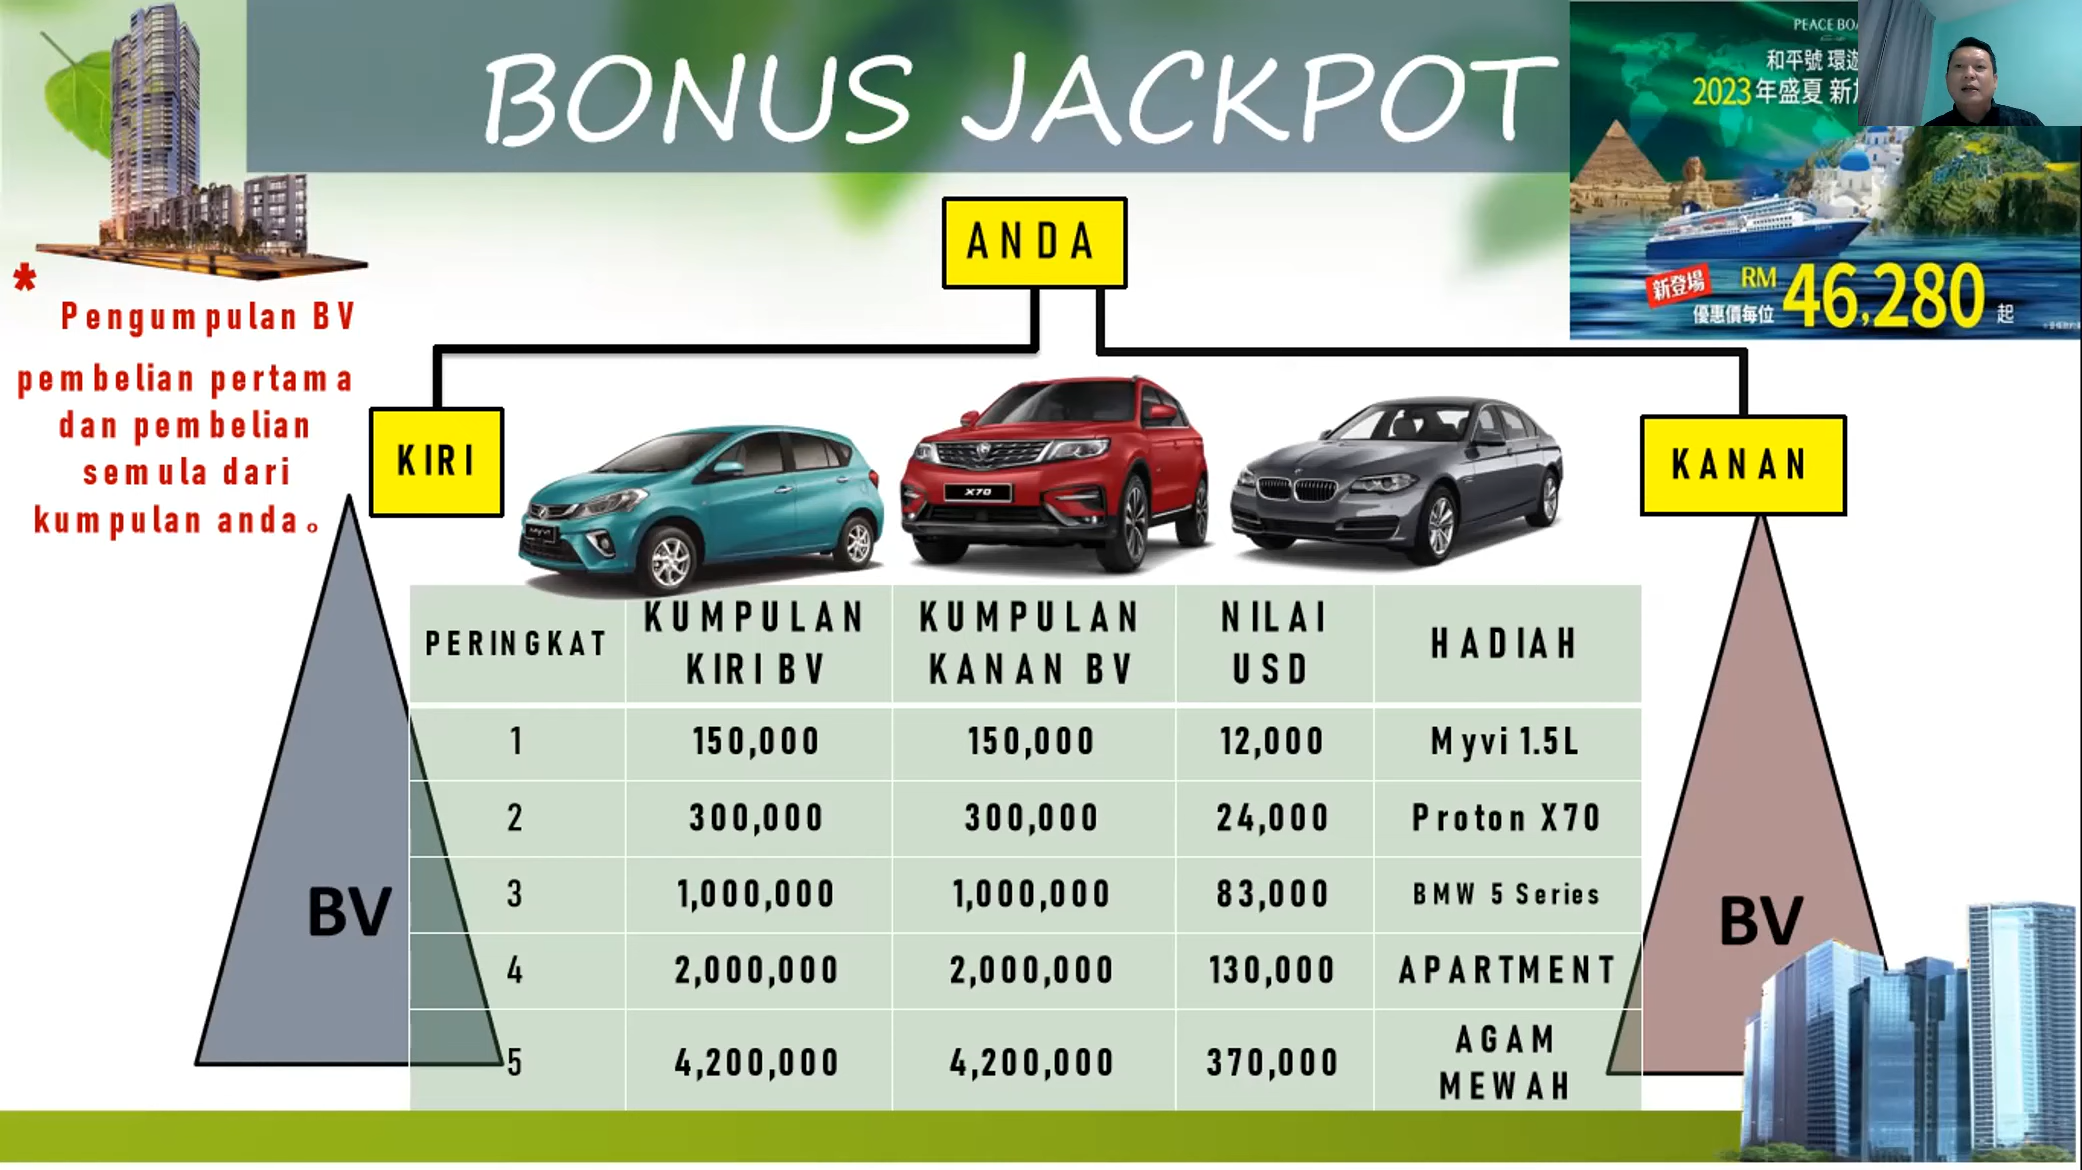 BONUS JACKPOT
PEACE BOA
和平號 環遊
2023年盛夏 新加
新登場
RM 46,280 起
優惠價每位
ANDA
*
Pengumpulan BV
pembelian pertama
dan pembelian
semula dari
kumpulan anda。
KIRI
KANAN
X70
BV
BV
PERINGKAT KUMPULAN KIRI BV KUMPULAN KANAN BV NILAI USD HADIAH
1 150,000 150,000 12,000 Myvi 1.5L
2 300,000 300,000 24,000 Proton X70
3 1,000,000 1,000,000 83,000 BMW 5 Series
4 2,000,000 2,000,000 130,000 APARTMENT
5 4,200,000 4,200,000 370,000 AGAM MEWAH